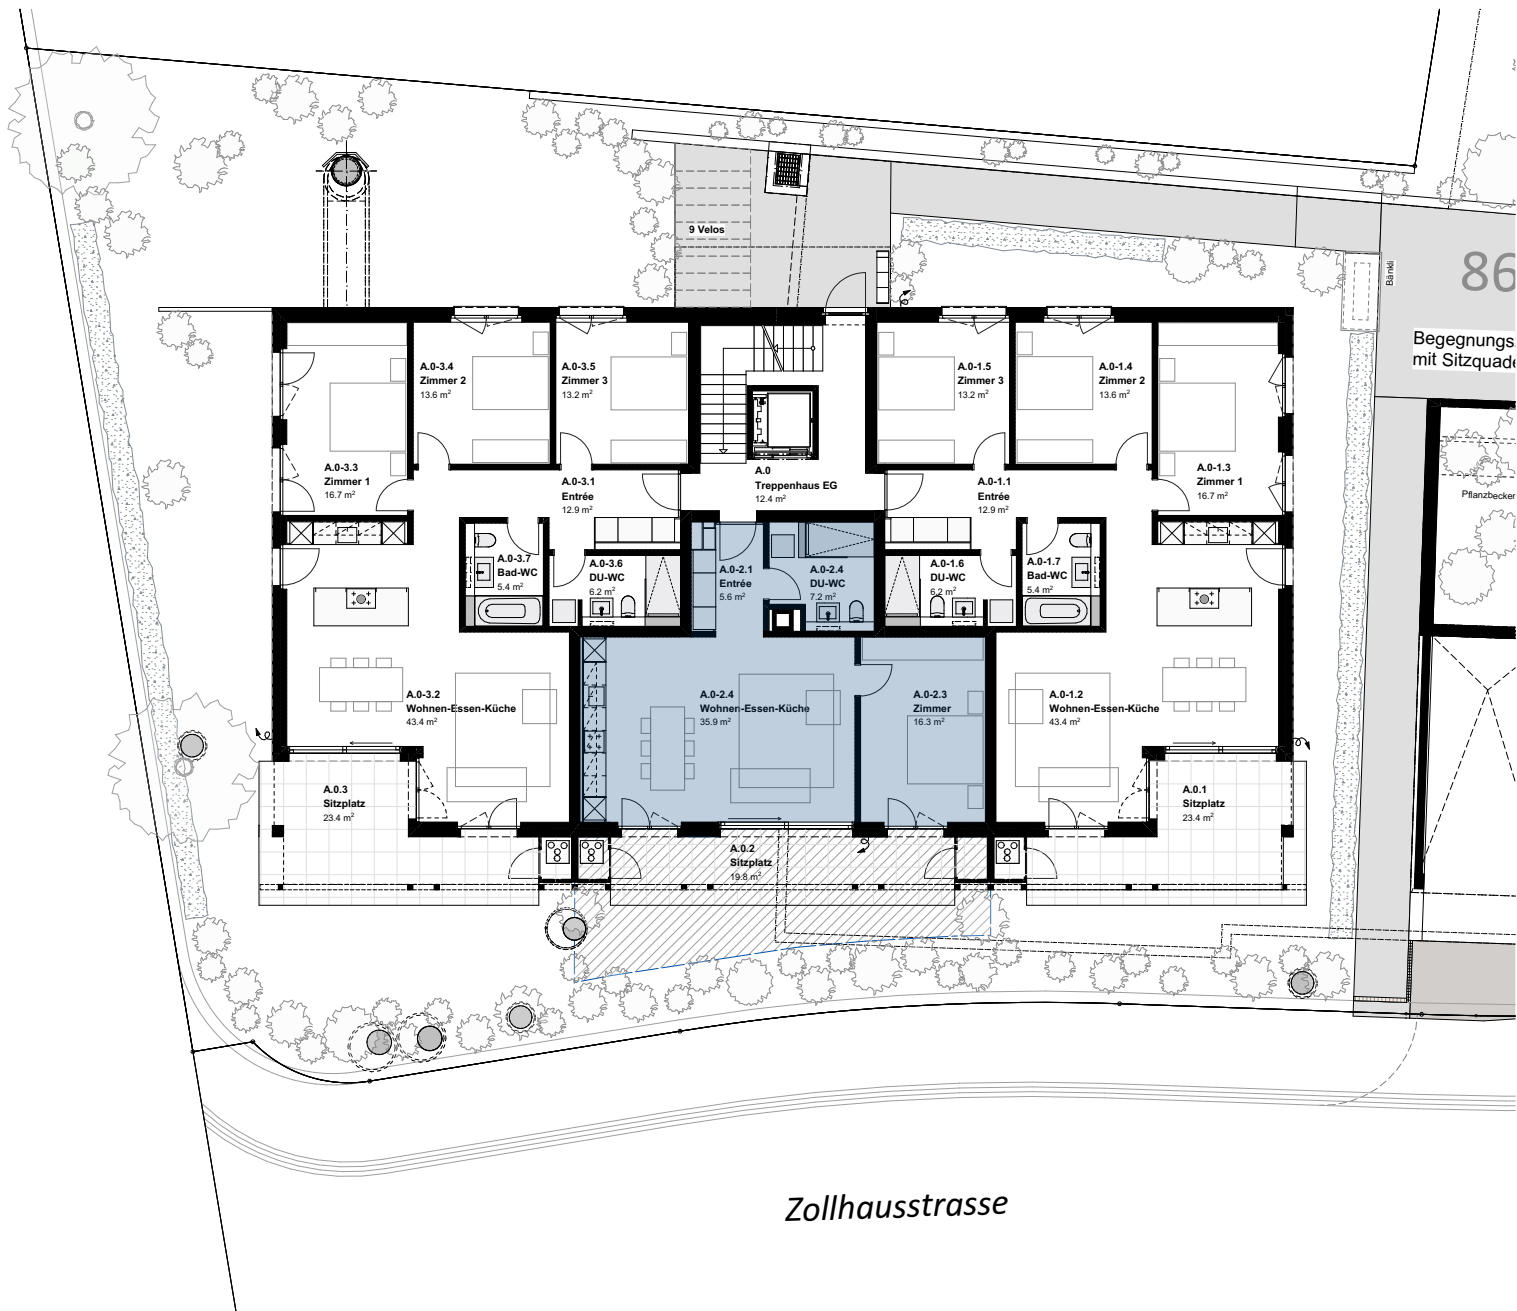 9 Velos
Bänkli
86
Begegnungs
mit Sitzquade
Pflanzbecken
A.0-3.4
Zimmer 2
13.6 m²
A.0-3.5
Zimmer 3
13.2 m²
A.0-1.5
Zimmer 3
13.2 m²
A.0-1.4
Zimmer 2
13.6 m²
A.0-3.3
Zimmer 1
16.7 m²
A.0-3.1
Entrée
12.9 m²
A.0
Treppenhaus EG
12.4 m²
A.0-1.1
Entrée
12.9 m²
A.0-1.3
Zimmer 1
16.7 m²
A.0-3.7
Bad-WC
5.4 m²
A.0-3.6
DU-WC
6.2 m²
A.0-2.1
Entrée
5.6 m²
A.0-2.4
DU-WC
7.2 m²
A.0-1.6
DU-WC
6.2 m²
A.0-1.7
Bad-WC
5.4 m²
A.0-3.2
Wohnen-Essen-Küche
43.4 m²
A.0-2.4
Wohnen-Essen-Küche
35.9 m²
A.0-2.3
Zimmer
16.3 m²
A.0-1.2
Wohnen-Essen-Küche
43.4 m²
A.0.3
Sitzplatz
23.4 m²
A.0.1
Sitzplatz
23.4 m²
A.0.2
Sitzplatz
19.8 m²
Zollhausstrasse